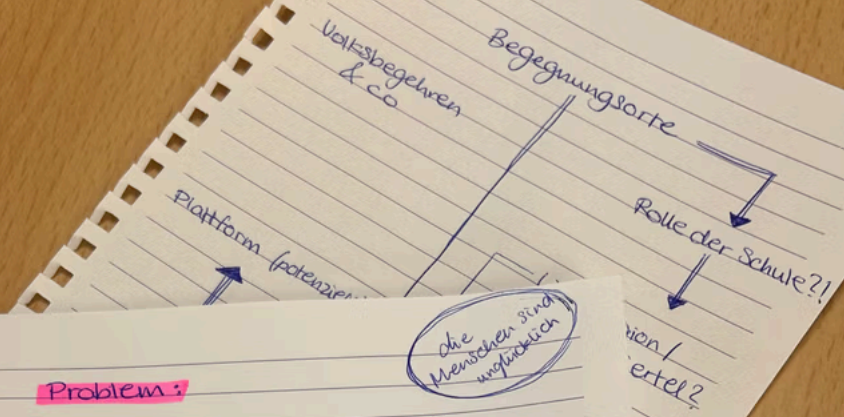 Volksbegehren
& co
Begegnungsorte
Rolle der Schule?!
Plattform
die
Menschen sind
unglücklich
Problem: